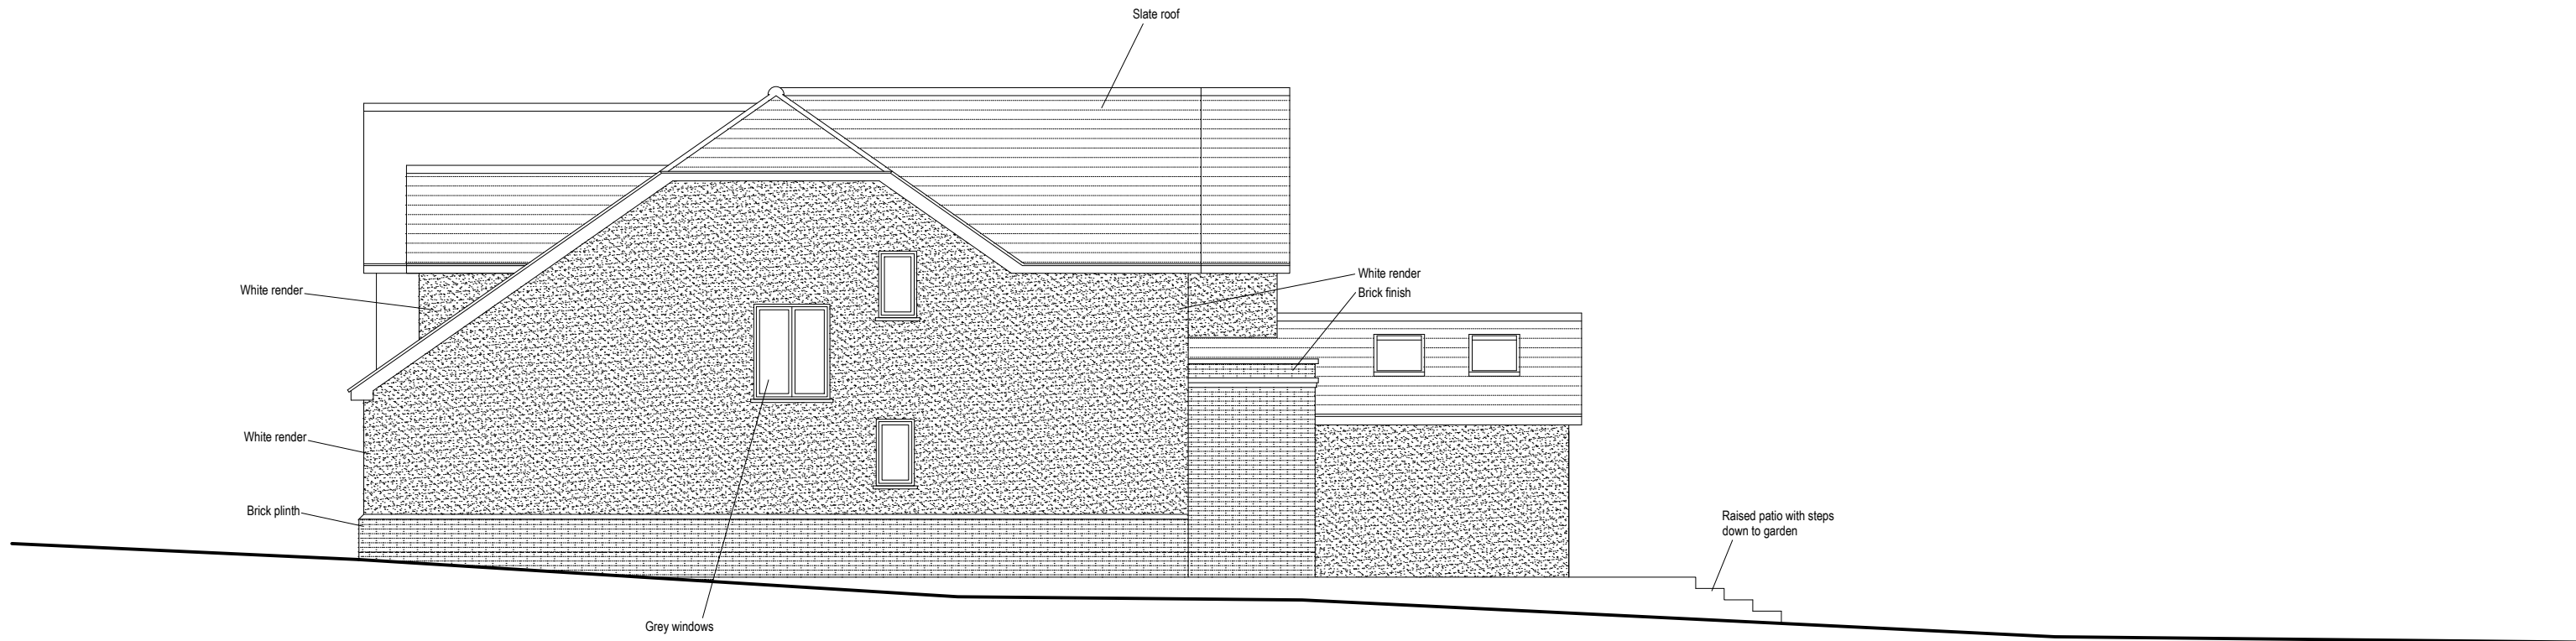 Slate roof
White render
Brick finish
White render
White render
Brick plinth
Raised patio with steps
down to garden
Grey windows